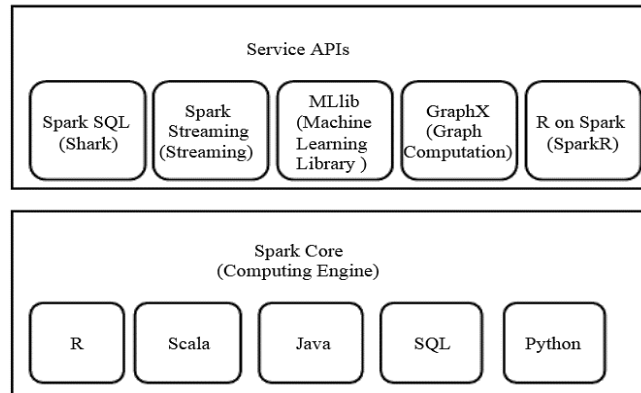 Service APIs
Spark SQL
(Shark)
Spark
Streaming
(Streaming)
MLlib
(Machine
Learning
Library )
GraphX
(Graph
Computation)
R on Spark
(SparkR)
Spark Core
(Computing Engine)
R
Scala
Java
SQL
Python